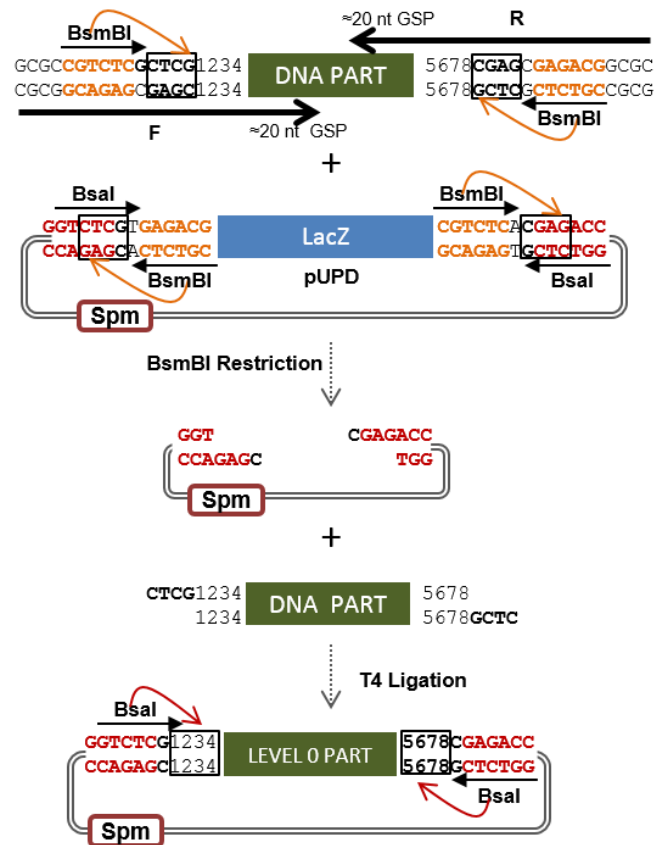 ≈20 nt GSP R
BsmBI
GCGCCGTCTCGCTCG1234 DNA PART 5678CGAGCGAGACGGCGC
CGCGGCAGAGCGAGC1234 5678GCTCGCTCTGCCGCG
BsmBI
F ≈20 nt GSP
+
BsaI BsmBI
GGTCTCGTGAGACG LacZ CGTCTCACGAGACC
CCAGAGCACTCTGC GCAGAGTGCTCTGG
BsmBI pUPD BsaI
Spm
BsmBI Restriction
GGT CGAGACC
CCAGAGC TGG
Spm
+
CTCG1234 DNA PART 5678
1234 5678GCTC
T4 Ligation
BsaI
GGTCTCG1234 LEVEL 0 PART 5678CGAGACC
CCAGAGC1234 5678GCTCTGG
BsaI
Spm